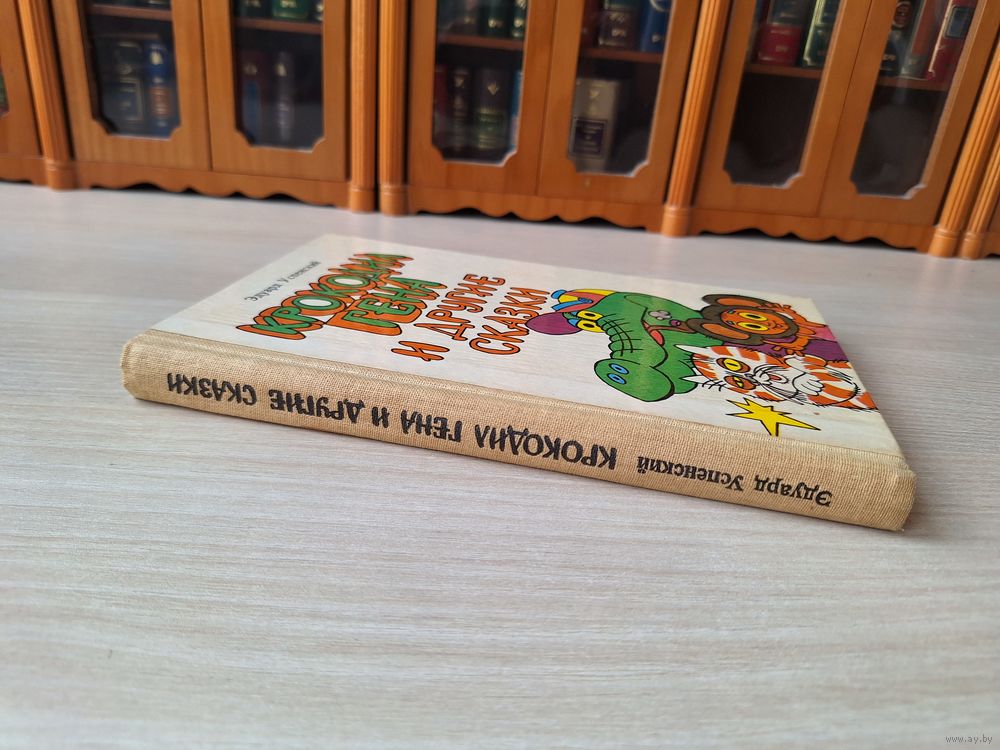 Эдуард Успенский
КРОКОДИЛ
ГЕНА
И ДРУГИЕ
СКАЗКИ
Эдуард Успенский КРОКОДИЛ ГЕНА И ДРУГИЕ СКАЗКИ
www.ay.by